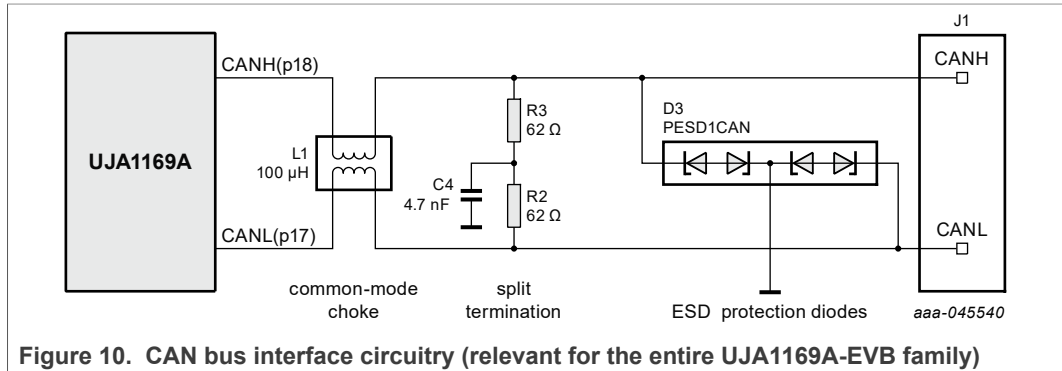 J1
CANH(p18)
CANH
R3
62 Ω
D3
PESD1CAN
UJA1169A
L1
100 µH
C4
4.7 nF
R2
62 Ω
CANL(p17)
CANL
common-mode
choke
split
termination
ESD protection diodes
aaa-045540
Figure 10. CAN bus interface circuitry (relevant for the entire UJA1169A-EVB family)